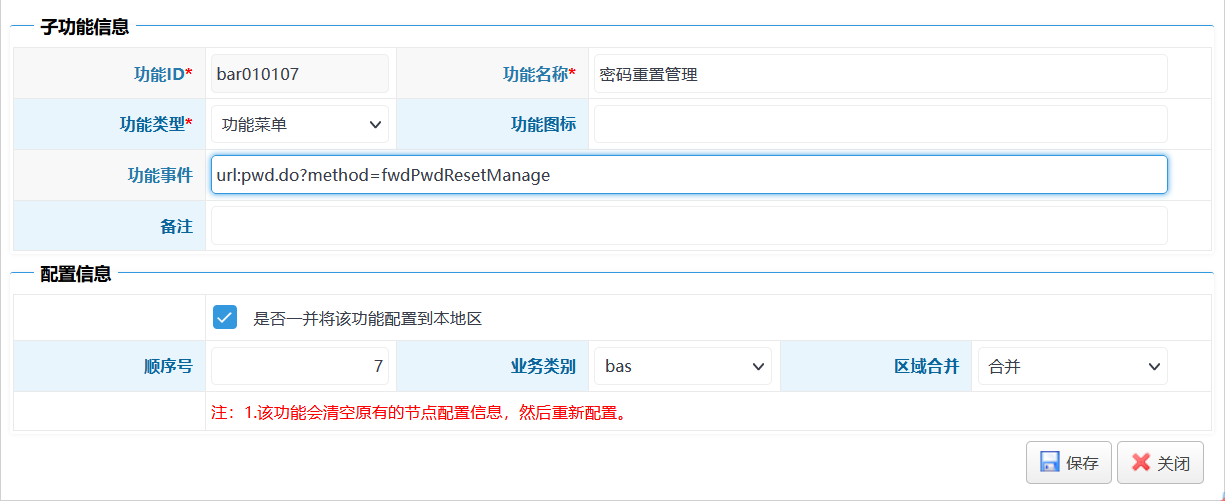 子功能信息
功能ID* bar010107 功能名称* 密码重置管理
功能类型* 功能菜单 功能图标
功能事件 url:pwd.do?method=fwdPwdResetManage
备注
配置信息
是否一并将该功能配置到本地区
顺序号 7 业务类别 bas 区域合并 合并
注：1.该功能会清空原有的节点配置信息，然后重新配置。
保存 关闭